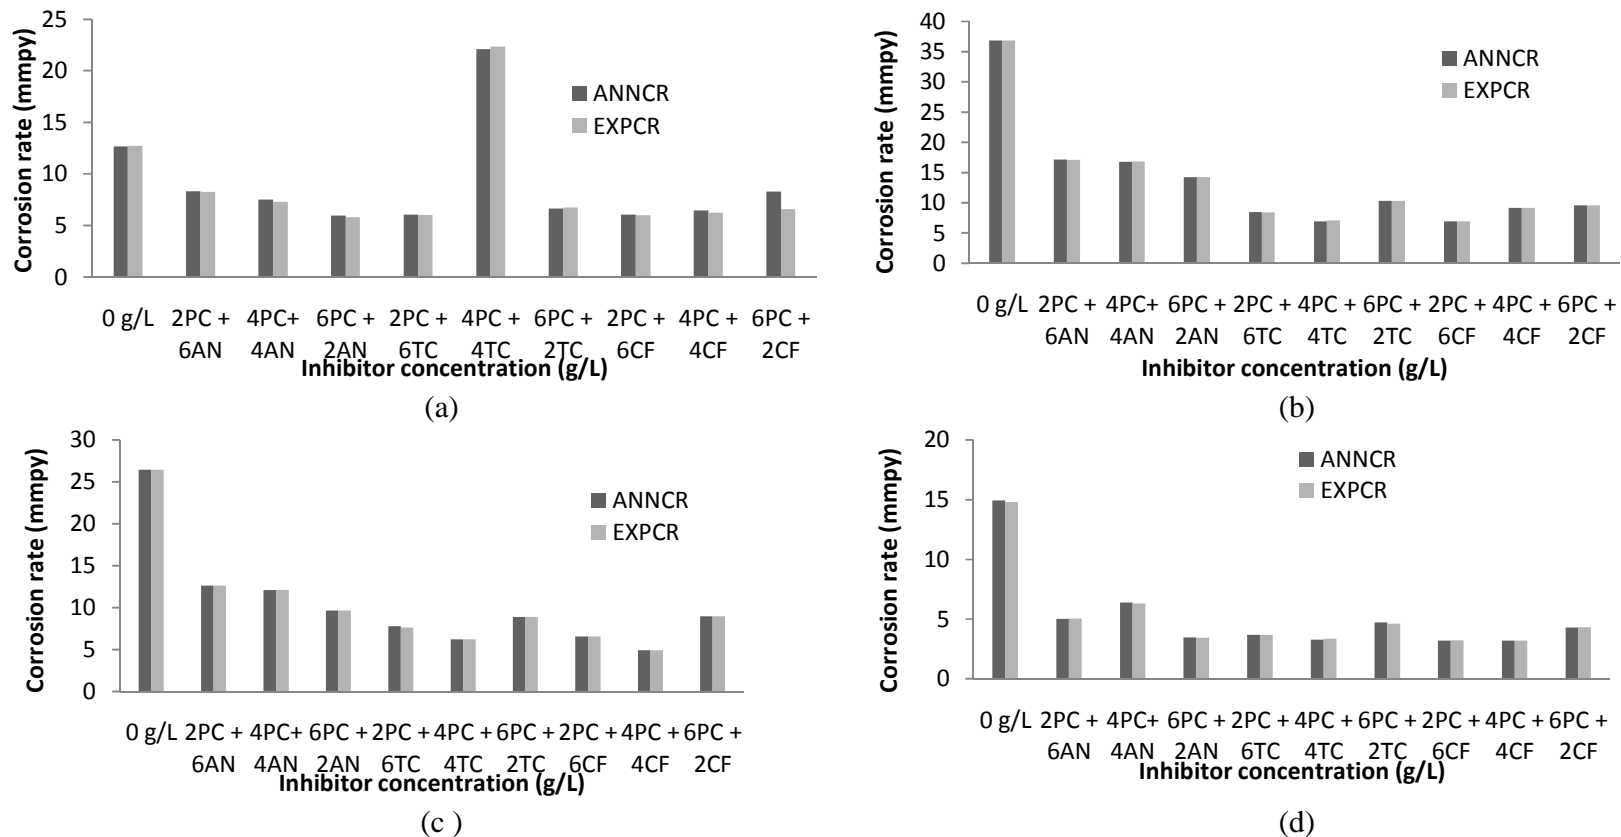 25
20
15
10
5
0
Corrosion rate (mmpy)
ANNCR
EXPCR
0 g/L 2PC + 4PC+ 6PC + 2PC + 4PC + 6PC + 2PC + 4PC + 6PC +
6AN 4AN 2AN 6TC 4TC 2TC 6CF 4CF 2CF
Inhibitor concentration (g/L)
(a)
40
35
30
25
20
15
10
5
0
Corrosion rate (mmpy)
ANNCR
EXPCR
0 g/L 2PC + 4PC+ 6PC + 2PC + 4PC + 6PC + 2PC + 4PC + 6PC +
6AN 4AN 2AN 6TC 4TC 2TC 6CF 4CF 2CF
Inhibitor concentration (g/L)
(b)
30
25
20
15
10
5
0
Corrosion rate (mmpy)
ANNCR
EXPCR
0 g/L 2PC + 4PC+ 6PC + 2PC + 4PC + 6PC + 2PC + 4PC + 6PC +
6AN 4AN 2AN 6TC 4TC 2TC 6CF 4CF 2CF
Inhibitor concentration (g/L)
(c )
20
15
10
5
0
Corrosion rate (mmpy)
ANNCR
EXPCR
0 g/L 2PC + 4PC+ 6PC + 2PC + 4PC + 6PC + 2PC + 4PC + 6PC +
6AN 4AN 2AN 6TC 4TC 2TC 6CF 4CF 2CF
Inhibitor concentration (g/L)
(d)